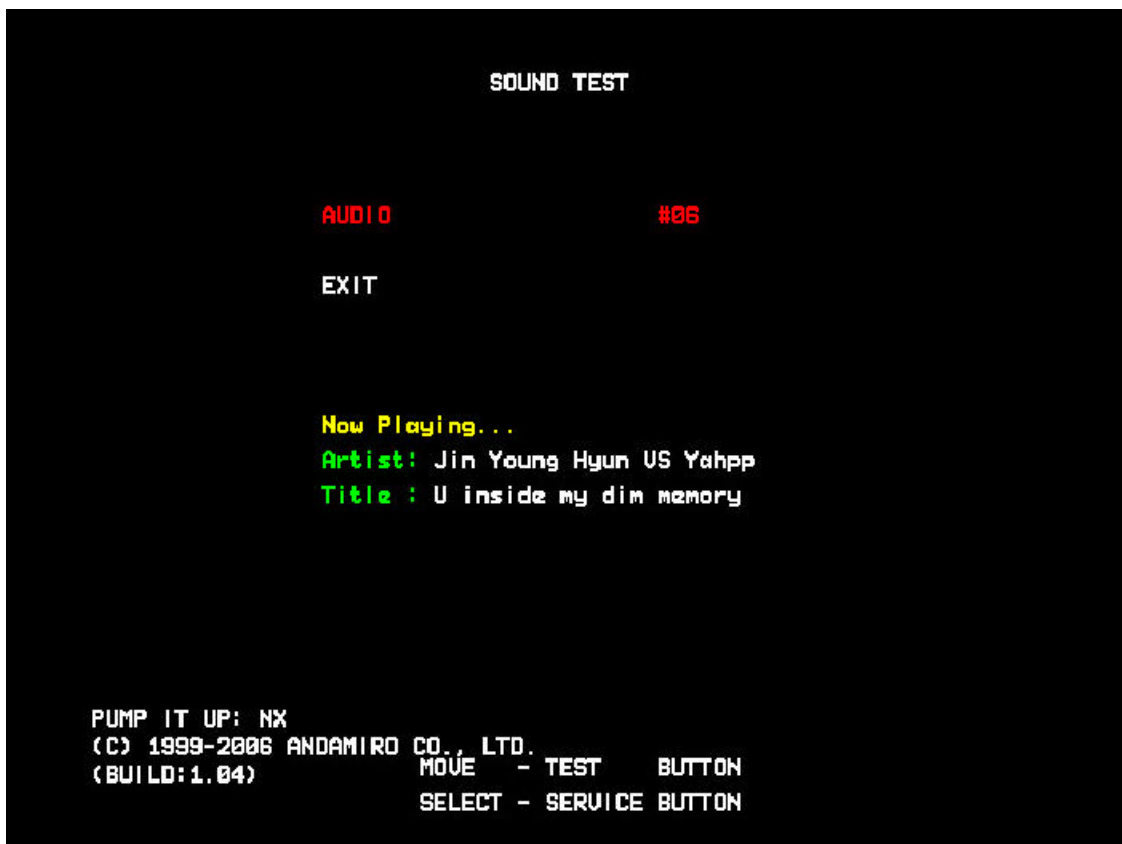 SOUND TEST
AUDIO #06
EXIT
Now Playing...
Artist: Jin Young Hyun VS Yahpp
Title : U inside my dim memory
PUMP IT UP: NX
(C) 1999-2006 ANDAMIRO CO., LTD.
(BUILD:1.04)
MOVE - TEST BUTTON
SELECT - SERVICE BUTTON